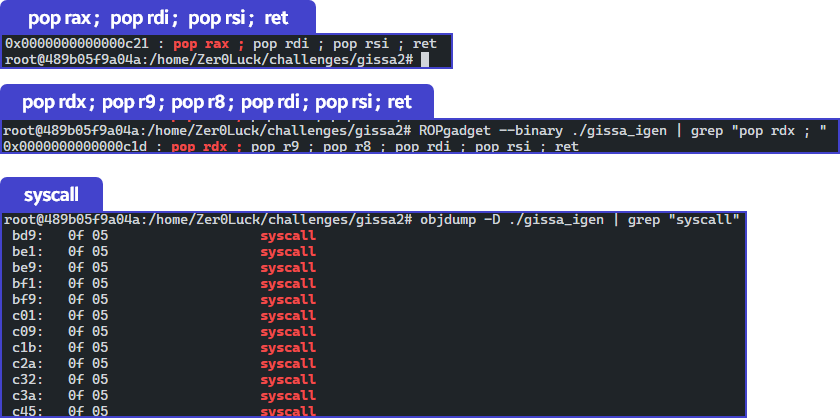 pop rax ; pop rdi ; pop rsi ; ret
0x0000000000000c21 : pop rax ; pop rdi ; pop rsi ; ret
root@489b05f9a04a:/home/Zer0Luck/challenges/gissa2#
pop rdx ; pop r9 ; pop r8 ; pop rdi ; pop rsi ; ret
root@489b05f9a04a:/home/Zer0Luck/challenges/gissa2# ROPgadget --binary ./gissa_igen | grep "pop rdx ; "
0x0000000000000c1d : pop rdx ; pop r9 ; pop r8 ; pop rdi ; pop rsi ; ret
syscall
root@489b05f9a04a:/home/Zer0Luck/challenges/gissa2# objdump -D ./gissa_igen | grep "syscall"
bd9: 0f 05 syscall
be1: 0f 05 syscall
be9: 0f 05 syscall
bf1: 0f 05 syscall
bf9: 0f 05 syscall
c01: 0f 05 syscall
c09: 0f 05 syscall
c1b: 0f 05 syscall
c2a: 0f 05 syscall
c32: 0f 05 syscall
c3a: 0f 05 syscall
c45: 0f 05 syscall